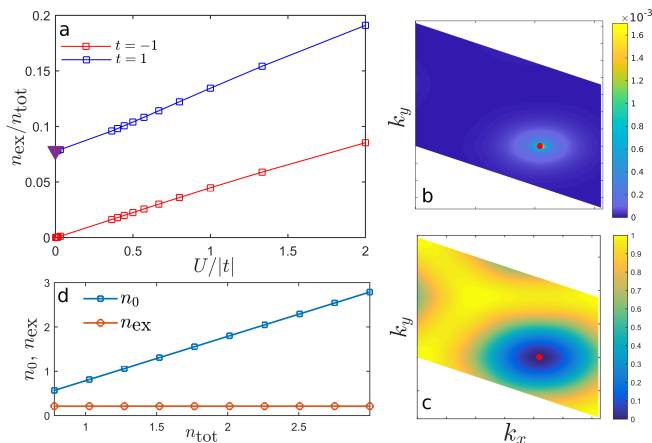 a
t = −1
t = 1
n_ex/n_tot
0.2
0.15
0.1
0.05
0
0 0.5 1 1.5 2
U/|t|
b
k_y
×10^-3
1.6
1.4
1.2
1
0.8
0.6
0.4
0.2
0
d
n_0
n_ex
n_0, n_ex
3
2
1
0
1 1.5 2 2.5
n_tot
c
k_y
k_x
1
0.9
0.8
0.7
0.6
0.5
0.4
0.3
0.2
0.1
0